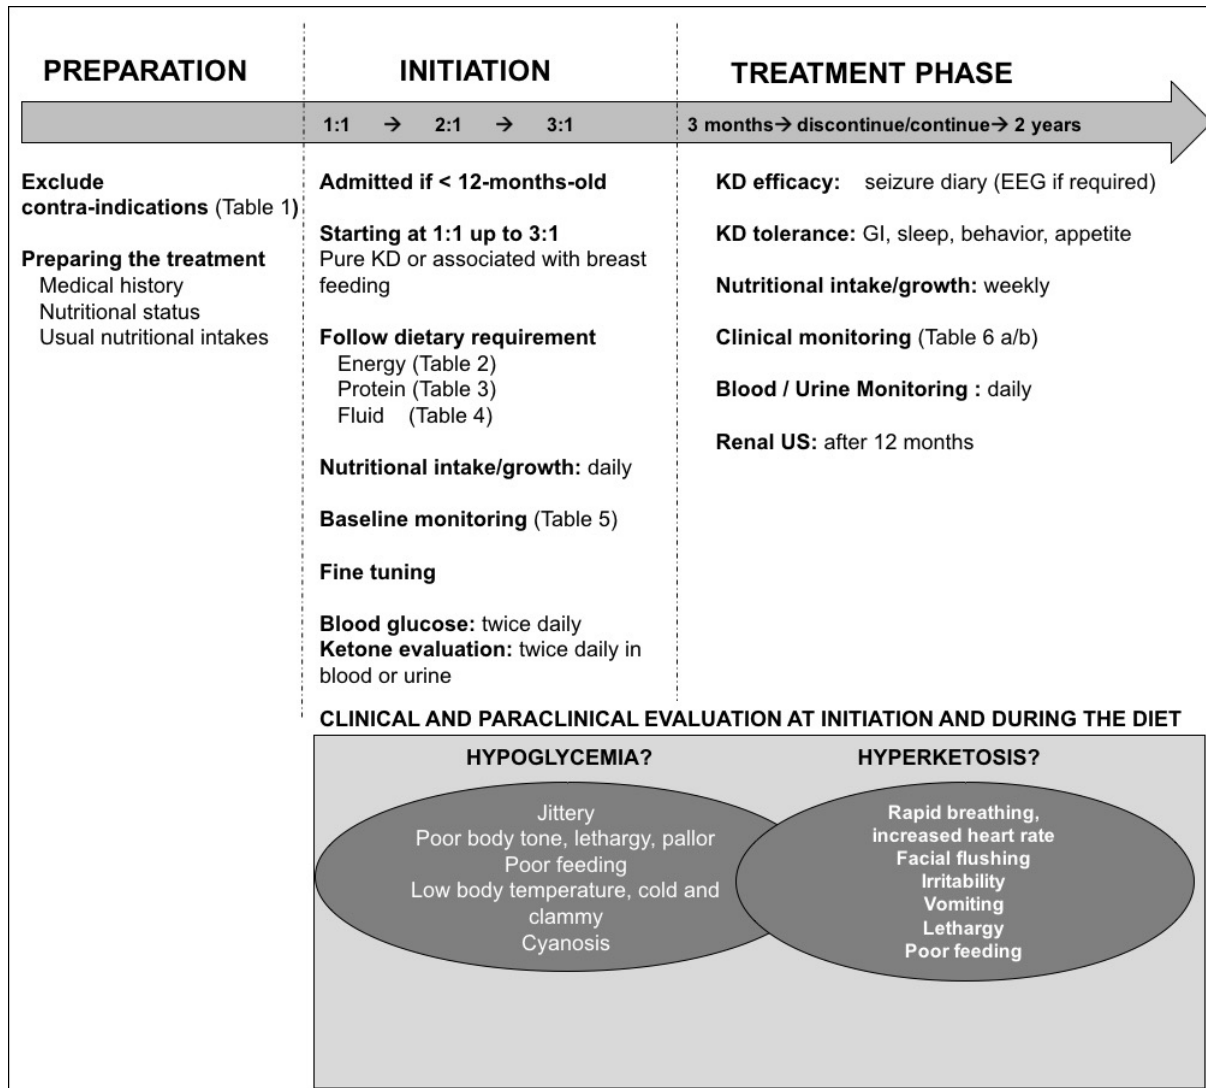 PREPARATION
INITIATION
TREATMENT PHASE
1:1 → 2:1 → 3:1
3 months→ discontinue/continue→ 2 years
Exclude
contra-indications (Table 1)
Preparing the treatment
Medical history
Nutritional status
Usual nutritional intakes
Admitted if < 12-months-old
Starting at 1:1 up to 3:1
Pure KD or associated with breast
feeding
Follow dietary requirement
Energy (Table 2)
Protein (Table 3)
Fluid (Table 4)
Nutritional intake/growth: daily
Baseline monitoring (Table 5)
Fine tuning
Blood glucose: twice daily
Ketone evaluation: twice daily in
blood or urine
KD efficacy: seizure diary (EEG if required)
KD tolerance: GI, sleep, behavior, appetite
Nutritional intake/growth: weekly
Clinical monitoring (Table 6 a/b)
Blood / Urine Monitoring : daily
Renal US: after 12 months
CLINICAL AND PARACLINICAL EVALUATION AT INITIATION AND DURING THE DIET
HYPOGLYCEMIA?
Jittery
Poor body tone, lethargy, pallor
Poor feeding
Low body temperature, cold and
clammy
Cyanosis
HYPERKETOSIS?
Rapid breathing,
increased heart rate
Facial flushing
Irritability
Vomiting
Lethargy
Poor feeding